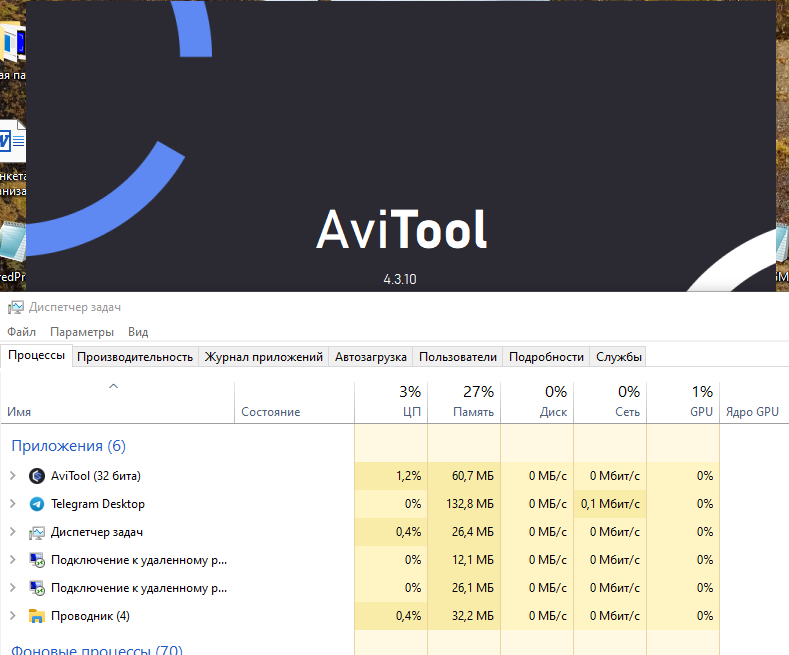 ая па
нкета
низа
redPr
GM
AviTool
4.3.10
Диспетчер задач
Файл Параметры Вид
Процессы Производительность Журнал приложений Автозагрузка Пользователи Подробности Службы
3% 27% 0% 0% 1%
Имя Состояние ЦП Память Диск Сеть GPU Ядро GPU
Приложения (6)
AviTool (32 бита) 1,2% 60,7 МБ 0 МБ/с 0 Мбит/с 0%
Telegram Desktop 0% 132,8 МБ 0 МБ/с 0,1 Мбит/с 0%
Диспетчер задач 0,4% 26,4 МБ 0 МБ/с 0 Мбит/с 0%
Подключение к удаленному р... 0% 12,1 МБ 0 МБ/с 0 Мбит/с 0%
Подключение к удаленному р... 0% 26,1 МБ 0 МБ/с 0 Мбит/с 0%
Проводник (4) 0,4% 32,2 МБ 0 МБ/с 0 Мбит/с 0%
Фоновые процессы (70)